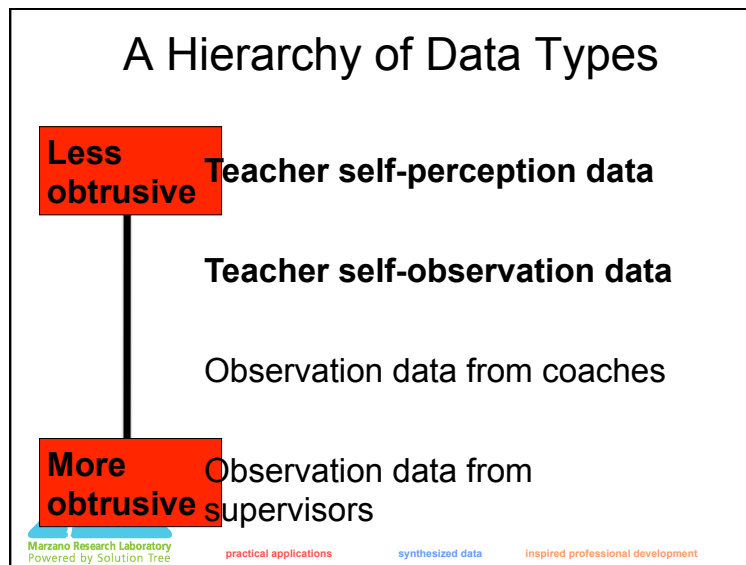 A Hierarchy of Data Types
Less
obtrusive
Teacher self-perception data
Teacher self-observation data
Observation data from coaches
More
obtrusive
Observation data from
supervisors
Marzano Research Laboratory
Powered by Solution Tree
practical applications
synthesized data
inspired professional development